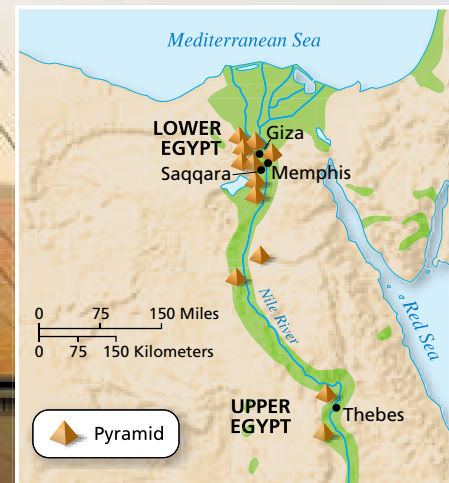 Mediterranean Sea
LOWER
EGYPT
Giza
Saqqara
Memphis
Nile River
Red Sea
0 75 150 Miles
0 75 150 Kilometers
UPPER
EGYPT
Thebes
Pyramid